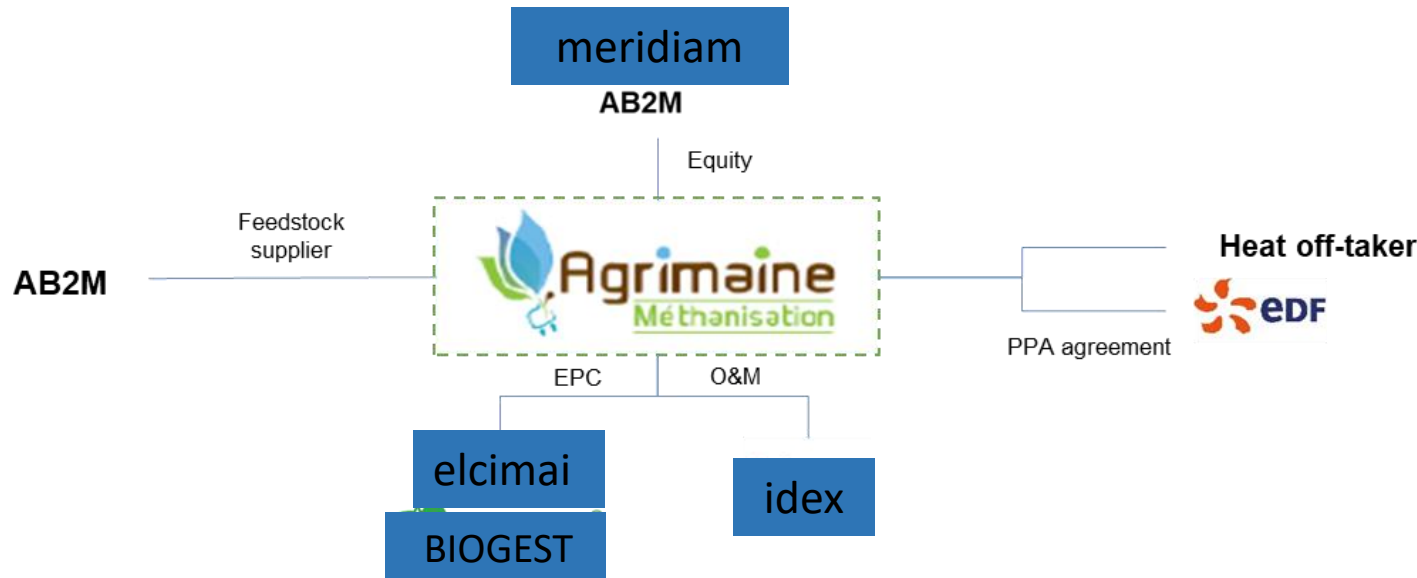 meridiam
AB2M
Equity
Feedstock
supplier
AB2M
Agrimaine
Méthanisation
Heat off-taker
eDF
PPA agreement
EPC
O&M
elcimai
BIOGEST
idex